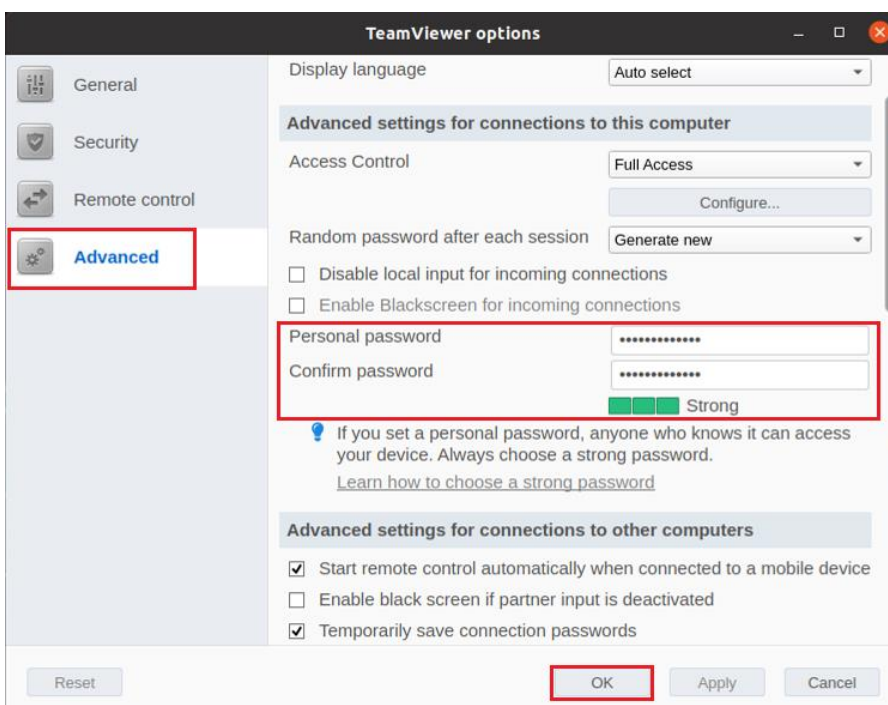 TeamViewer options
General
Security
Remote control
Advanced
Display language Auto select
Advanced settings for connections to this computer
Access Control Full Access
Configure...
Random password after each session Generate new
Disable local input for incoming connections
Enable Blackscreen for incoming connections
Personal password •••••••••••••
Confirm password •••••••••••••
Strong
If you set a personal password, anyone who knows it can access
your device. Always choose a strong password.
Learn how to choose a strong password
Advanced settings for connections to other computers
Start remote control automatically when connected to a mobile device
Enable black screen if partner input is deactivated
Temporarily save connection passwords
Reset OK Apply Cancel